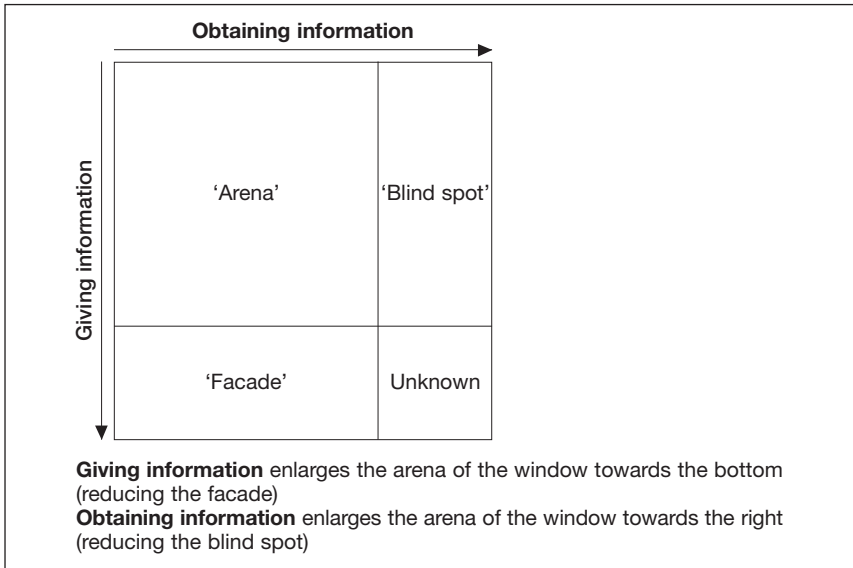 Obtaining information
Giving information
‘Arena’
‘Blind spot’
‘Facade’
Unknown
Giving information enlarges the arena of the window towards the bottom
(reducing the facade)
Obtaining information enlarges the arena of the window towards the right
(reducing the blind spot)